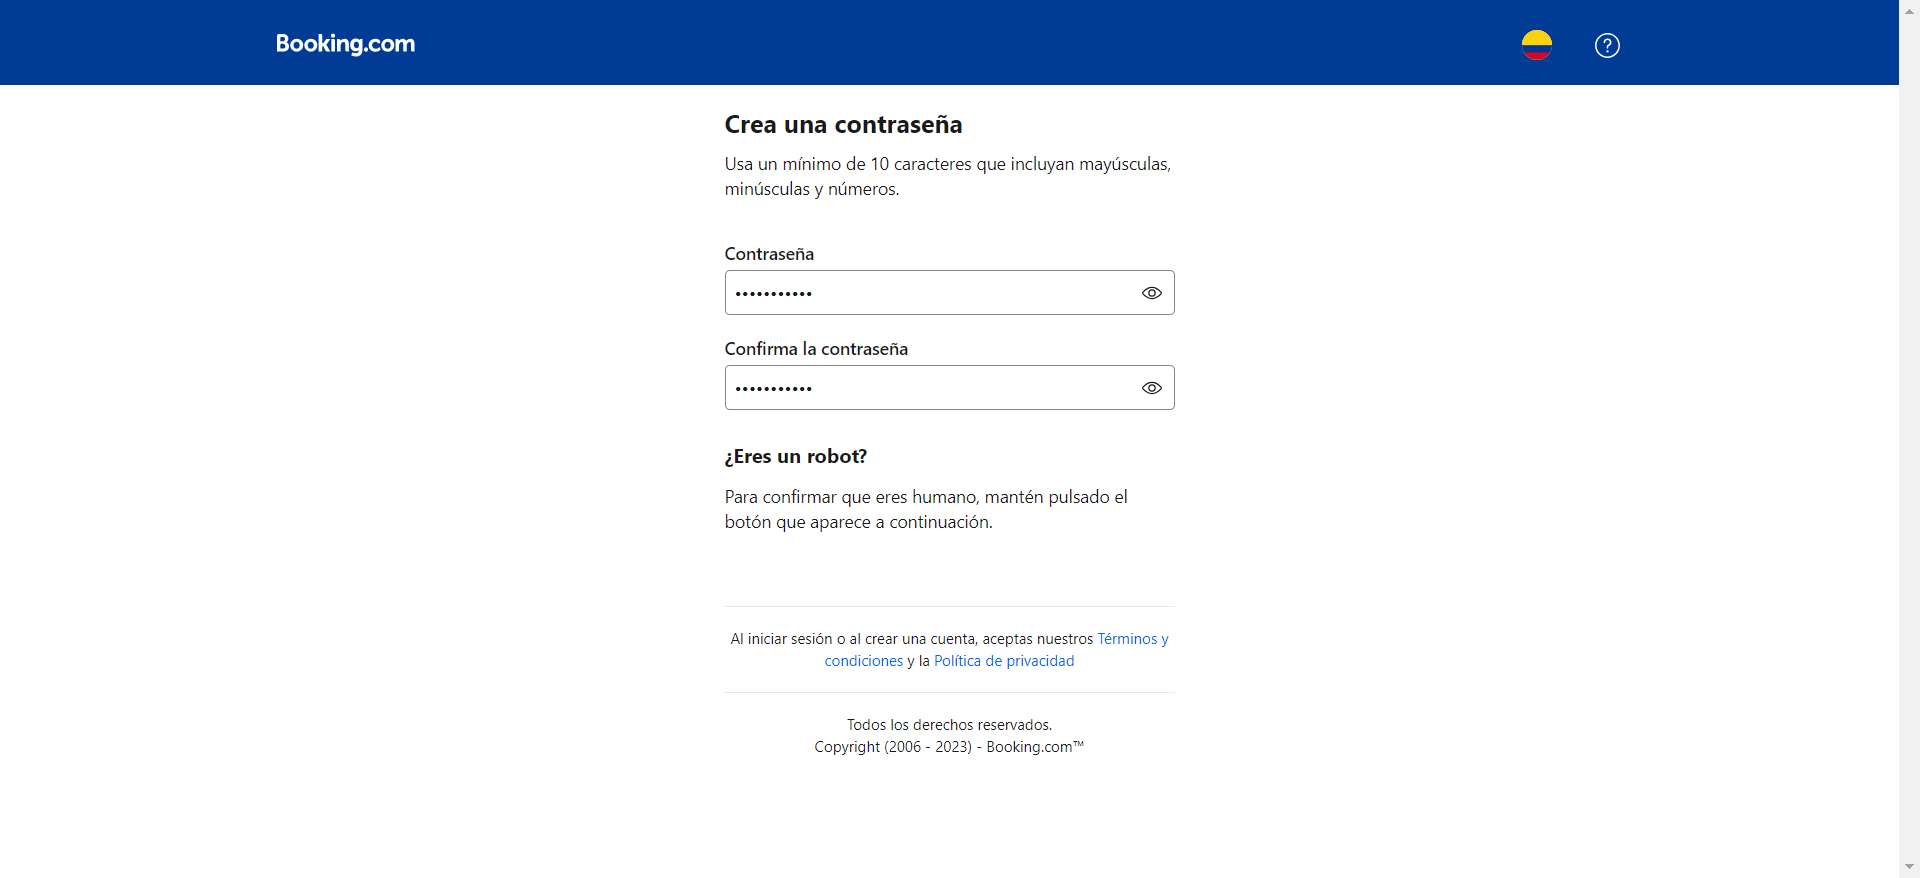 Booking.com
?
Crea una contraseña
Usa un mínimo de 10 caracteres que incluyan mayúsculas,
minúsculas y números.
Contraseña
•••••••••••
Confirma la contraseña
•••••••••••
¿Eres un robot?
Para confirmar que eres humano, mantén pulsado el
botón que aparece a continuación.
Al iniciar sesión o al crear una cuenta, aceptas nuestros Términos y
condiciones y la Política de privacidad
Todos los derechos reservados.
Copyright (2006 - 2023) - Booking.com™